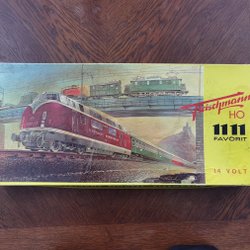 Fleischmann
HO
1111
FAVORIT
14 VOLT